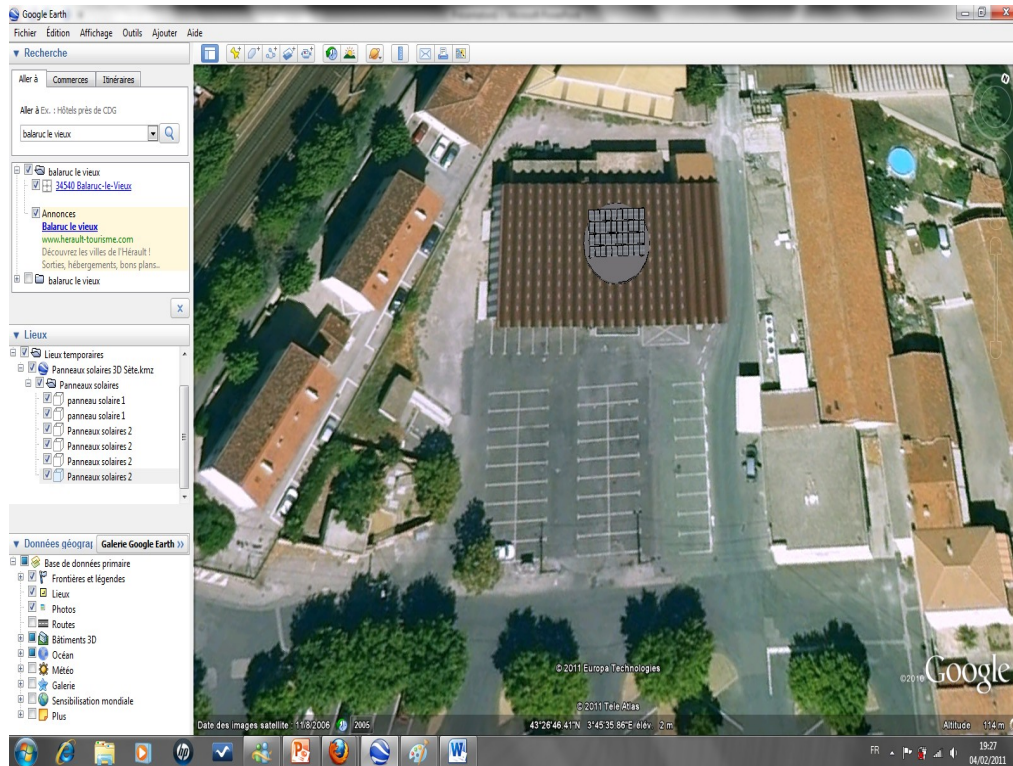 Google Earth
Fichier Édition Affichage Outils Ajouter Aide
Recherche
Aller à Commerces Itinéraires
Aller à Ex. : Hôtels près de CDG
balaruc le vieux
balaruc le vieux
34540 Balaruc-le-Vieux
Annonces
Balaruc le vieux
www.herault-tourisme.com
Découvrez les villes de l'Hérault !
Sorties, hébergements, bons plans..
balaruc le vieux
x
Lieux
Lieux temporaires
Panneaux solaires 3D Sète.kmz
Panneaux solaires
panneau solaire 1
panneau solaire 1
Panneaux solaires 2
Panneaux solaires 2
Panneaux solaires 2
Panneaux solaires 2
Données géograp Galerie Google Earth >>
Base de données primaire
Frontières et légendes
Lieux
Photos
Routes
Bâtiments 3D
Océan
Météo
Galerie
Sensibilisation mondiale
Plus
© 2011 Europa Technologies
© 2011 Tele Atlas
©2010 Google
Date des images satellite : 11/8/2006 2005
43°26'46.41"N 3°45'35.86"E élév. 2 m
Altitude 114 m
FR 19:27
04/02/2011